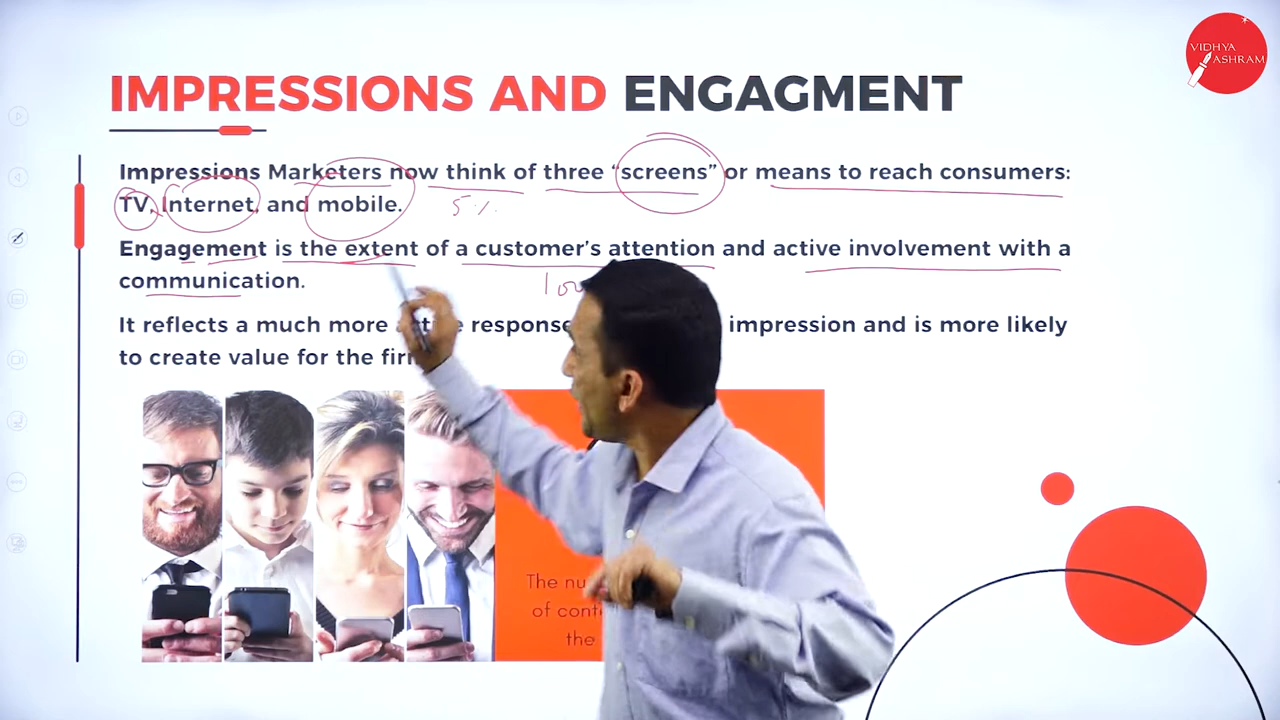 VIDHYA
ASHRAM
IMPRESSIONS AND ENGAGMENT
Impressions Marketers now think of three “screens” or means to reach consumers:
TV, Internet, and mobile.
5%
Engagement is the extent of a customer’s attention and active involvement with a
communication.
It reflects a much more response impression and is more likely
to create value for the
The
of
the